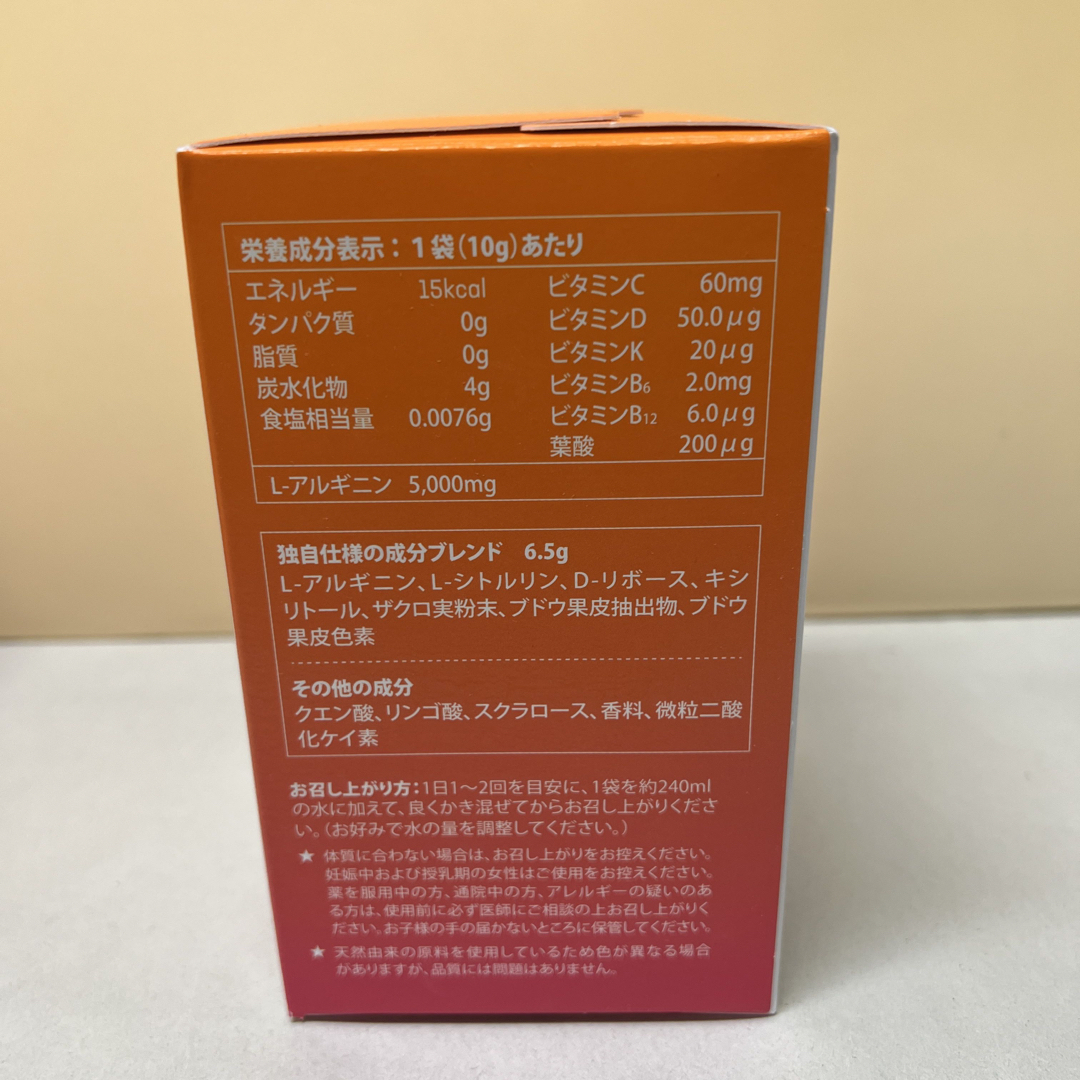 栄養成分表示：1袋（10g）あたり
エネルギー 15kcal
タンパク質 0g
脂質 0g
炭水化物 4g
食塩相当量 0.0076g
ビタミンC 60mg
ビタミンD 50.0μg
ビタミンK 20μg
ビタミンB6 2.0mg
ビタミンB12 6.0μg
葉酸 200μg
L-アルギニン 5,000mg
独自仕様の成分ブレンド 6.5g
L-アルギニン、L-シトルリン、D-リボース、キシ
リトール、ザクロ実粉末、ブドウ果皮抽出物、ブドウ
果皮色素
その他の成分
クエン酸、リンゴ酸、スクラロース、香料、微粒二酸
化ケイ素
お召し上がり方：1日1～2回を目安に、1袋を約240ml
の水に加えて、良くかき混ぜてからお召し上がりくださ
い。（お好みで水の量を調整してください。）
★ 体質に合わない場合は、お召し上がりをお控えください。
妊娠中および授乳期の女性はご使用をお控えください。
薬を服用中の方、通院中の方、アレルギーの疑いのあ
る方は、使用前に必ず医師にご相談の上お召し上がりく
ださい。お子様の手の届かないところに保管してください。
★ 天然由来の原料を使用しているため色が異なる場合
がありますが、品質には問題はありません。